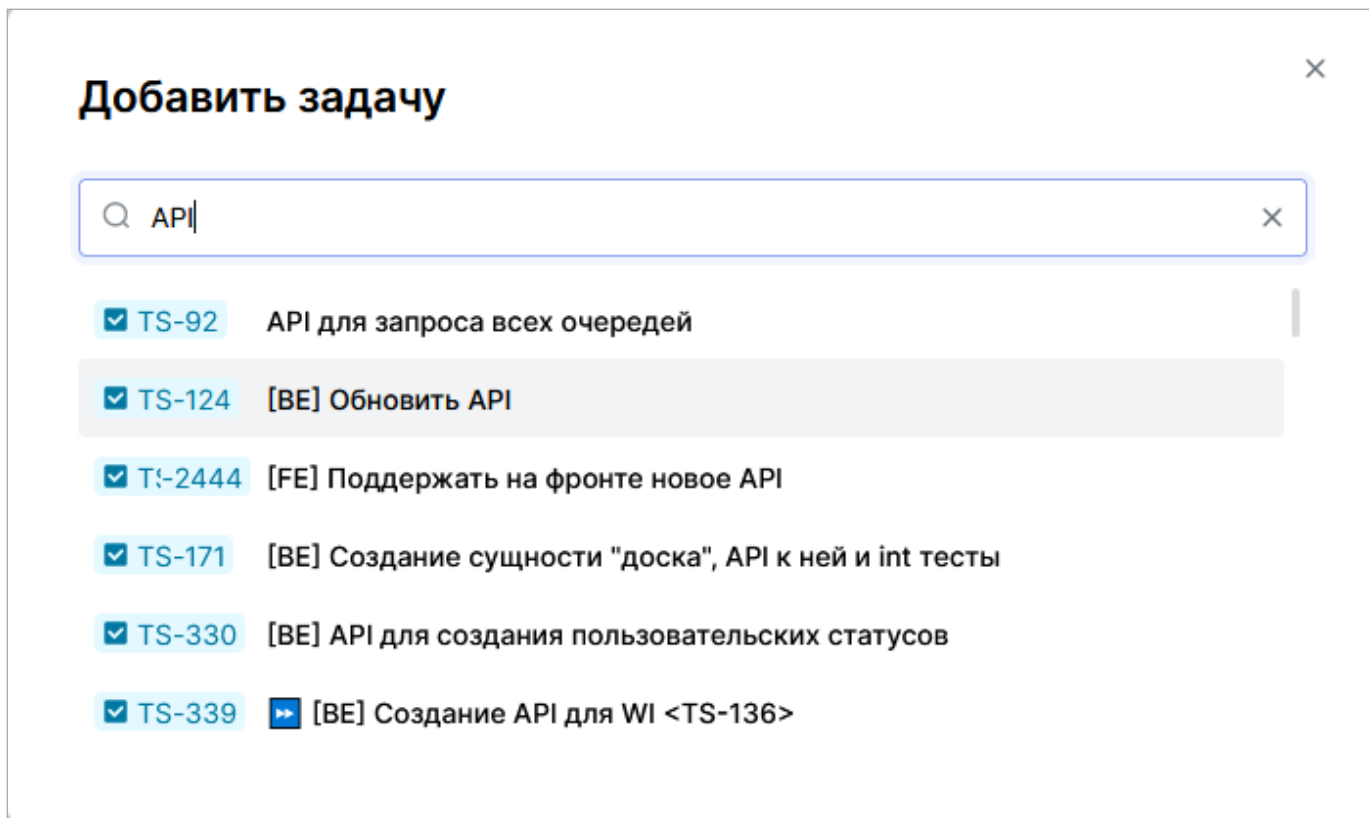 Добавить задачу
API
TS-92 API для запроса всех очередей
TS-124 [BE] Обновить API
TS-2444 [FE] Поддержать на фронте новое API
TS-171 [BE] Создание сущности "доска", API к ней и int тесты
TS-330 [BE] API для создания пользовательских статусов
TS-339 ⏩ [BE] Создание API для WI <TS-136>